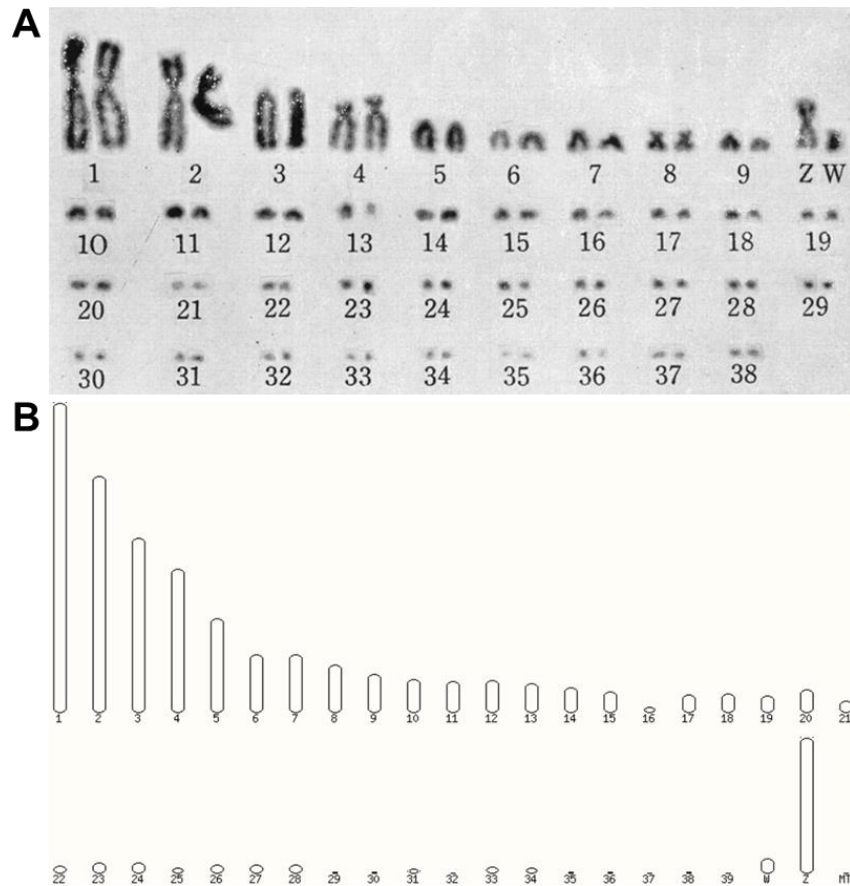 A
1 2 3 4 5 6 7 8 9 Z W
10 11 12 13 14 15 16 17 18 19
20 21 22 23 24 25 26 27 28 29
30 31 32 33 34 35 36 37 38
B
1 2 3 4 5 6 7 8 9 10 11 12 13 14 15 16 17 18 19 20 21
22 23 24 25 26 27 28 29 30 31 32 33 34 35 36 37 38 39 W Z MT